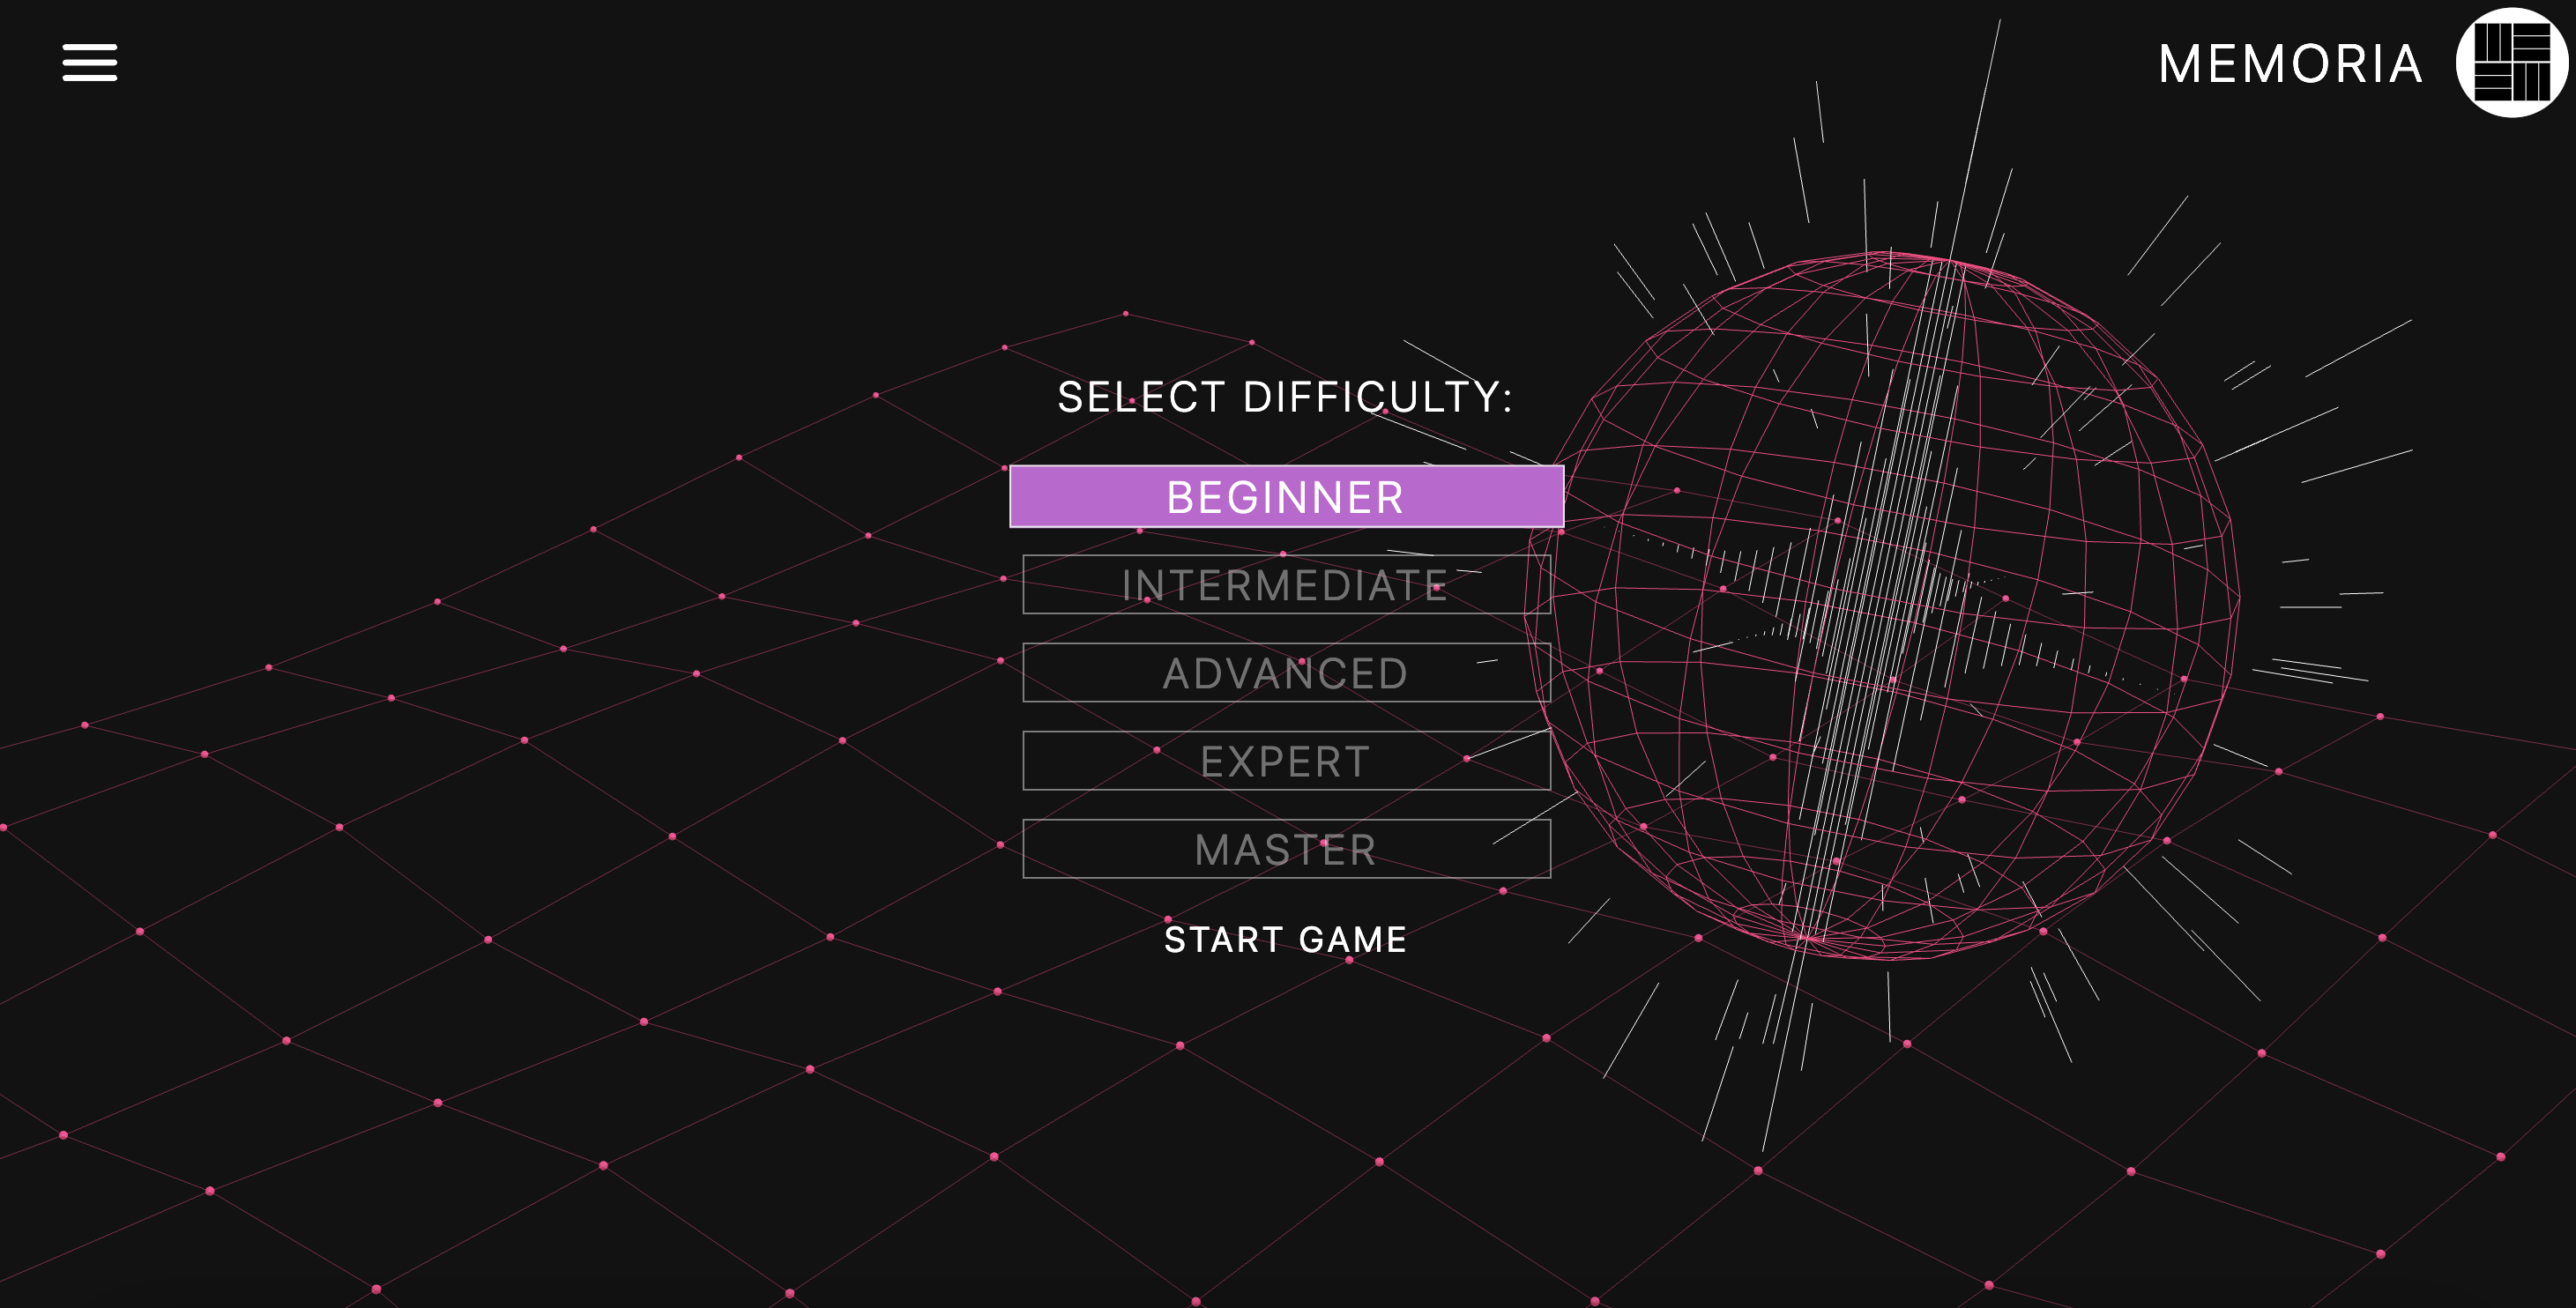 MEMORIA
SELECT DIFFICULTY:
BEGINNER
INTERMEDIATE
ADVANCED
EXPERT
MASTER
START GAME